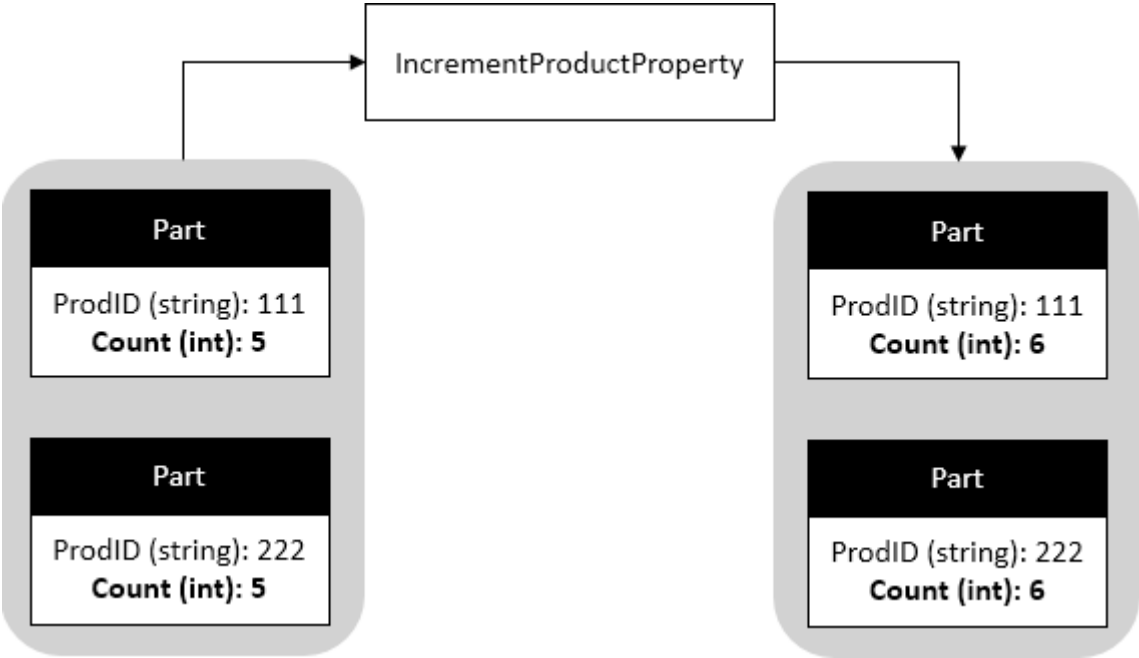 IncrementProductProperty
Part
ProdID (string): 111
Count (int): 5
Part
ProdID (string): 222
Count (int): 5
Part
ProdID (string): 111
Count (int): 6
Part
ProdID (string): 222
Count (int): 6